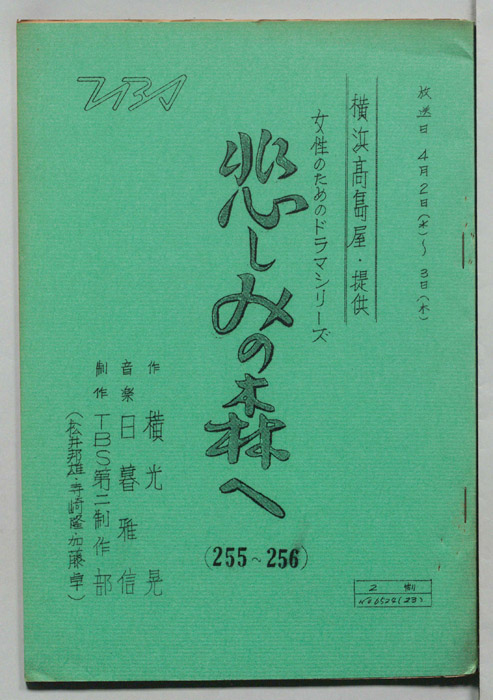 放送日 4月2日(水)～3日(木)
横浜髙島屋・提供
女性のためのドラマシリーズ
悲しみの森へ
(255～256)
TBS
作 横光 晃
音楽 日暮雅信
制作 TBS第二制作部
(松井邦雄・寺崎隆・加藤卓)
2制